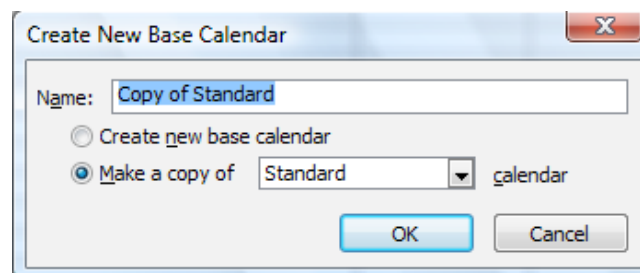 Create New Base Calendar
X
Name: Copy of Standard
Create new base calendar
Make a copy of Standard calendar
OK Cancel